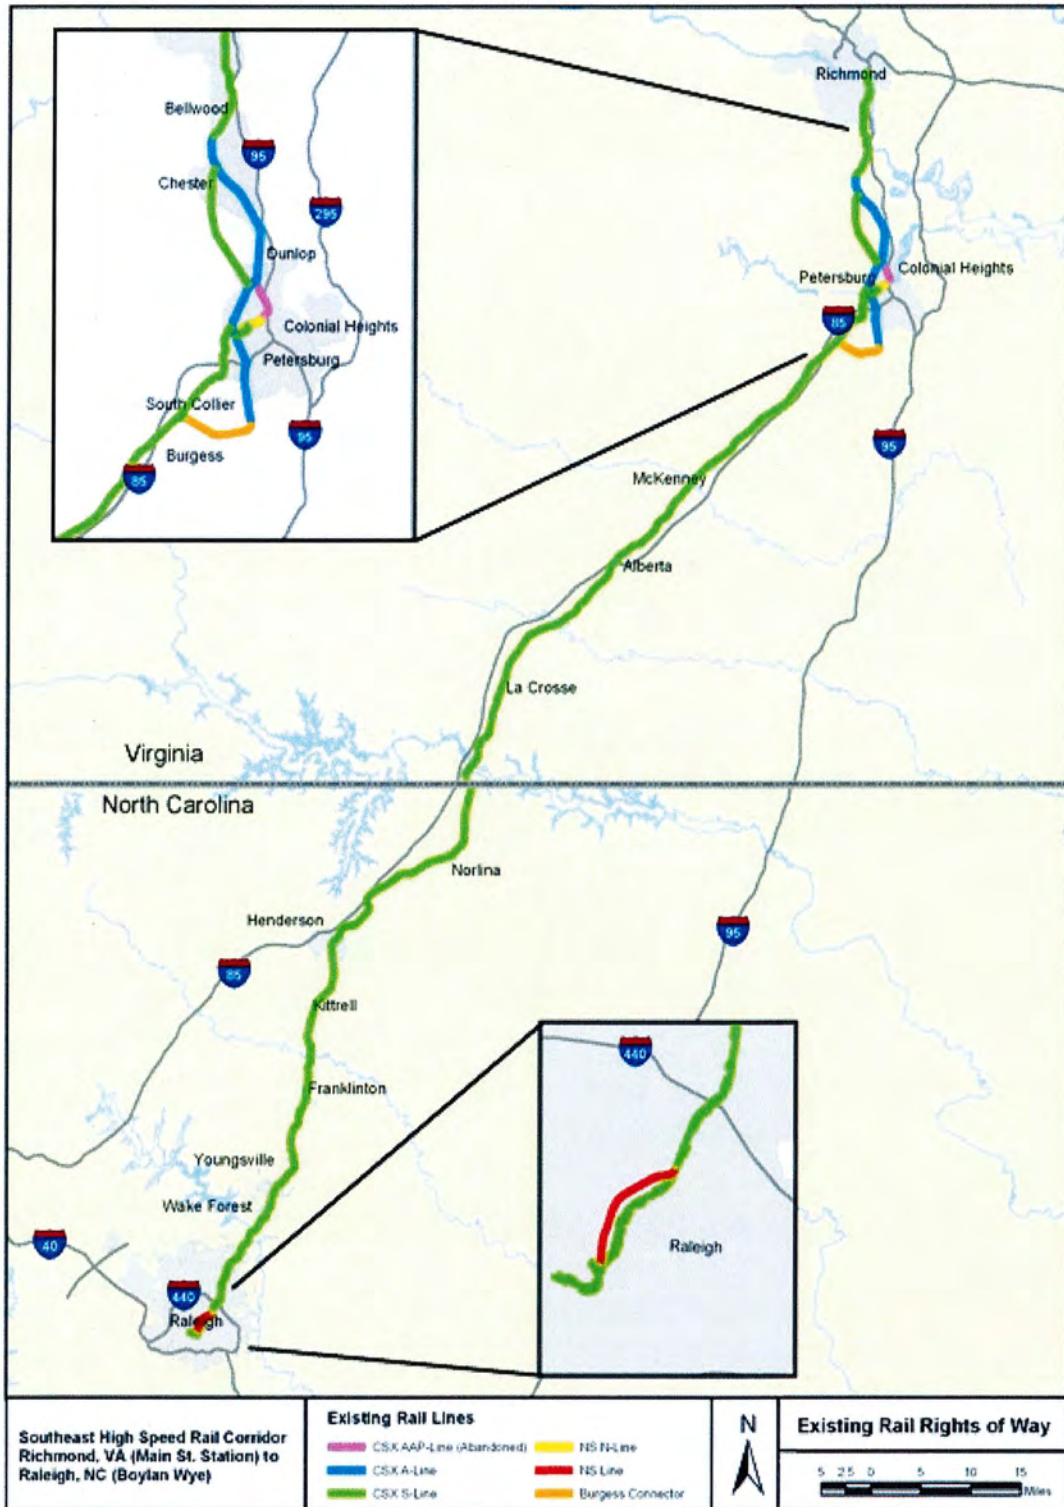 Richmond
Bellwood
95
Chester
295
Dunlop
Colonial Heights
Petersburg
South Collier
95
Burgess
85
Petersburg
Colonial Heights
85
95
McKenney
Alberta
La Crosse
Virginia
North Carolina
Norlina
Henderson
95
85
Kittrell
Franklinton
440
Youngsville
Wake Forest
Raleigh
40
440
Raleigh
Southeast High Speed Rail Corridor
Richmond, VA (Main St. Station) to
Raleigh, NC (Boylan Wye)
Existing Rail Lines
CSX AAP-Line (Abandoned)
CSX A-Line
CSX S-Line
NS N-Line
NS Line
Burgess Connector
N
Existing Rail Rights of Way
5 2.5 0 5 10 15
Miles